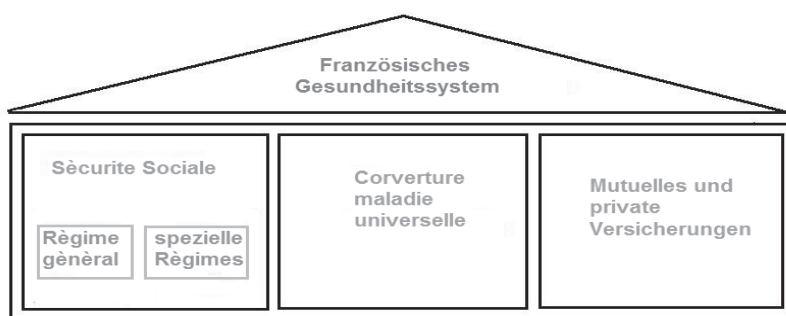 Französisches
Gesundheitssystem
Sècurite Sociale
Règime
gènèral
spezielle
Règimes
Corverture
maladie
universelle
Mutuelles und
private
Versicherungen